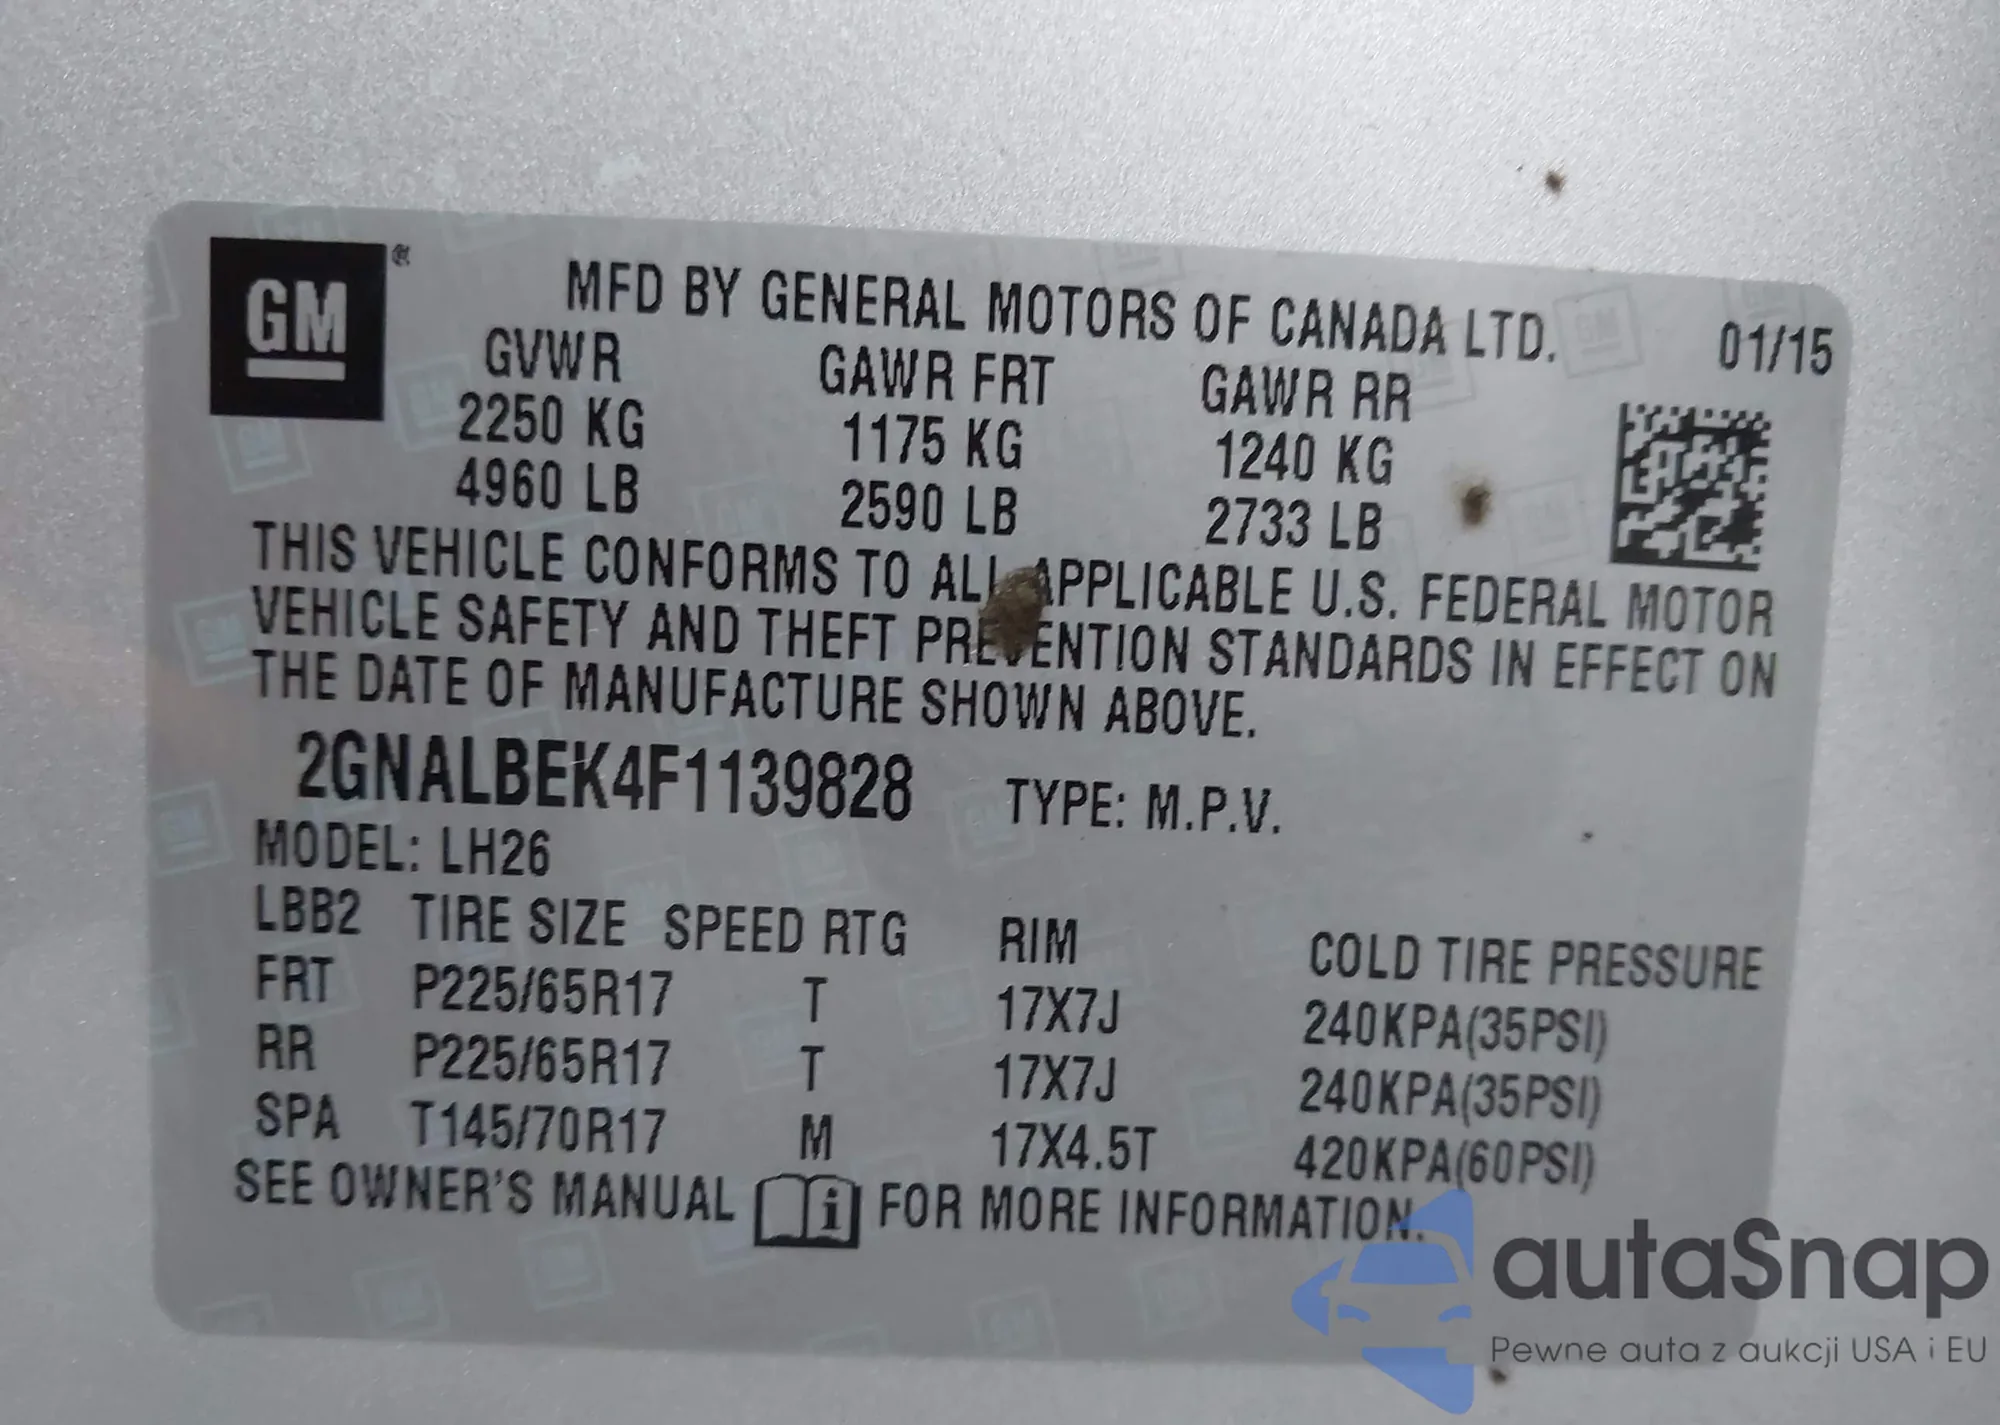 GM®
MFD BY GENERAL MOTORS OF CANADA LTD. 01/15
GVWR GAWR FRT GAWR RR
2250 KG 1175 KG 1240 KG
4960 LB 2590 LB 2733 LB
THIS VEHICLE CONFORMS TO ALL APPLICABLE U.S. FEDERAL MOTOR
VEHICLE SAFETY AND THEFT PREVENTION STANDARDS IN EFFECT ON
THE DATE OF MANUFACTURE SHOWN ABOVE.
2GNALBEK4F1139828 TYPE: M.P.V.
MODEL: LH26
LBB2 TIRE SIZE SPEED RTG RIM COLD TIRE PRESSURE
FRT P225/65R17 T 17X7J 240KPA(35PSI)
RR P225/65R17 T 17X7J 240KPA(35PSI)
SPA T145/70R17 M 17X4.5T 420KPA(60PSI)
SEE OWNER'S MANUAL i FOR MORE INFORMATION.
autaSnap
Pewne auta z aukcji USA i EU